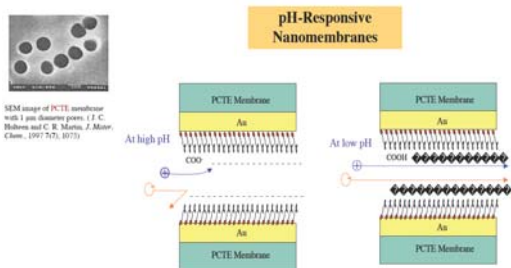 pH-Responsive
Nanomembranes
SEM image of PCTE membrane
with 1 μm diameter pores. ( J. C.
Hulteen and C. R. Martin, J. Mater.
Chem., 1997 7(7), 1075)
PCTE Membrane
Au
At high pH
COO
Au
PCTE Membrane
PCTE Membrane
Au
At low pH
COOH
Au
PCTE Membrane